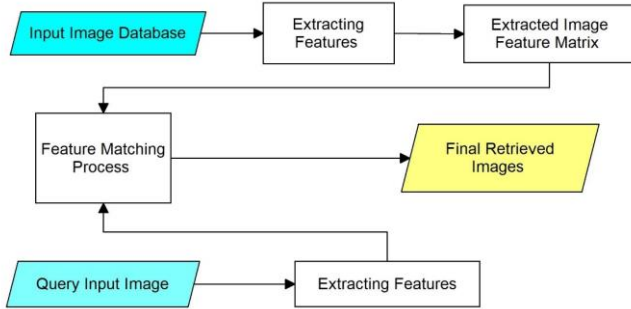 Input Image Database
Extracting
Features
Extracted Image
Feature Matrix
Feature Matching
Process
Final Retrieved
Images
Query Input Image
Extracting Features